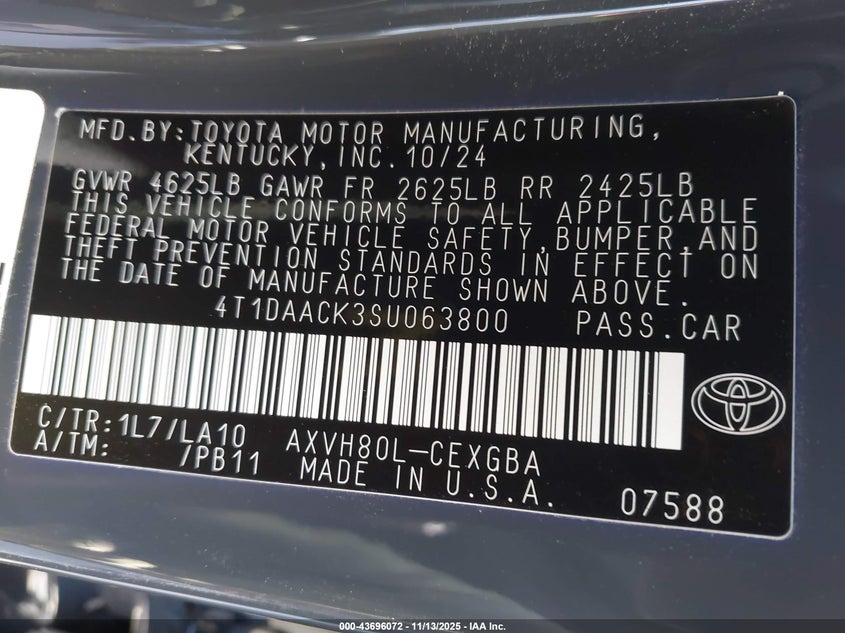 MFD. BY: TOYOTA MOTOR MANUFACTURING,
KENTUCKY, INC. 10/24
GVWR 4625LB GAWR FR 2625LB RR 2425LB
THIS VEHICLE CONFORMS TO ALL APPLICABLE
FEDERAL MOTOR VEHICLE SAFETY, BUMPER, AND
THEFT PREVENTION STANDARDS IN EFFECT ON
THE DATE OF MANUFACTURE SHOWN ABOVE.
4T1DAACK3SU063800 PASS.CAR
C/TR: 1L7/LA10 AXVH80L-CEXGBA
A/TM: /PB11 MADE IN U.S.A.
07588
000-43696072 — 11/13/2025 — IAA Inc.